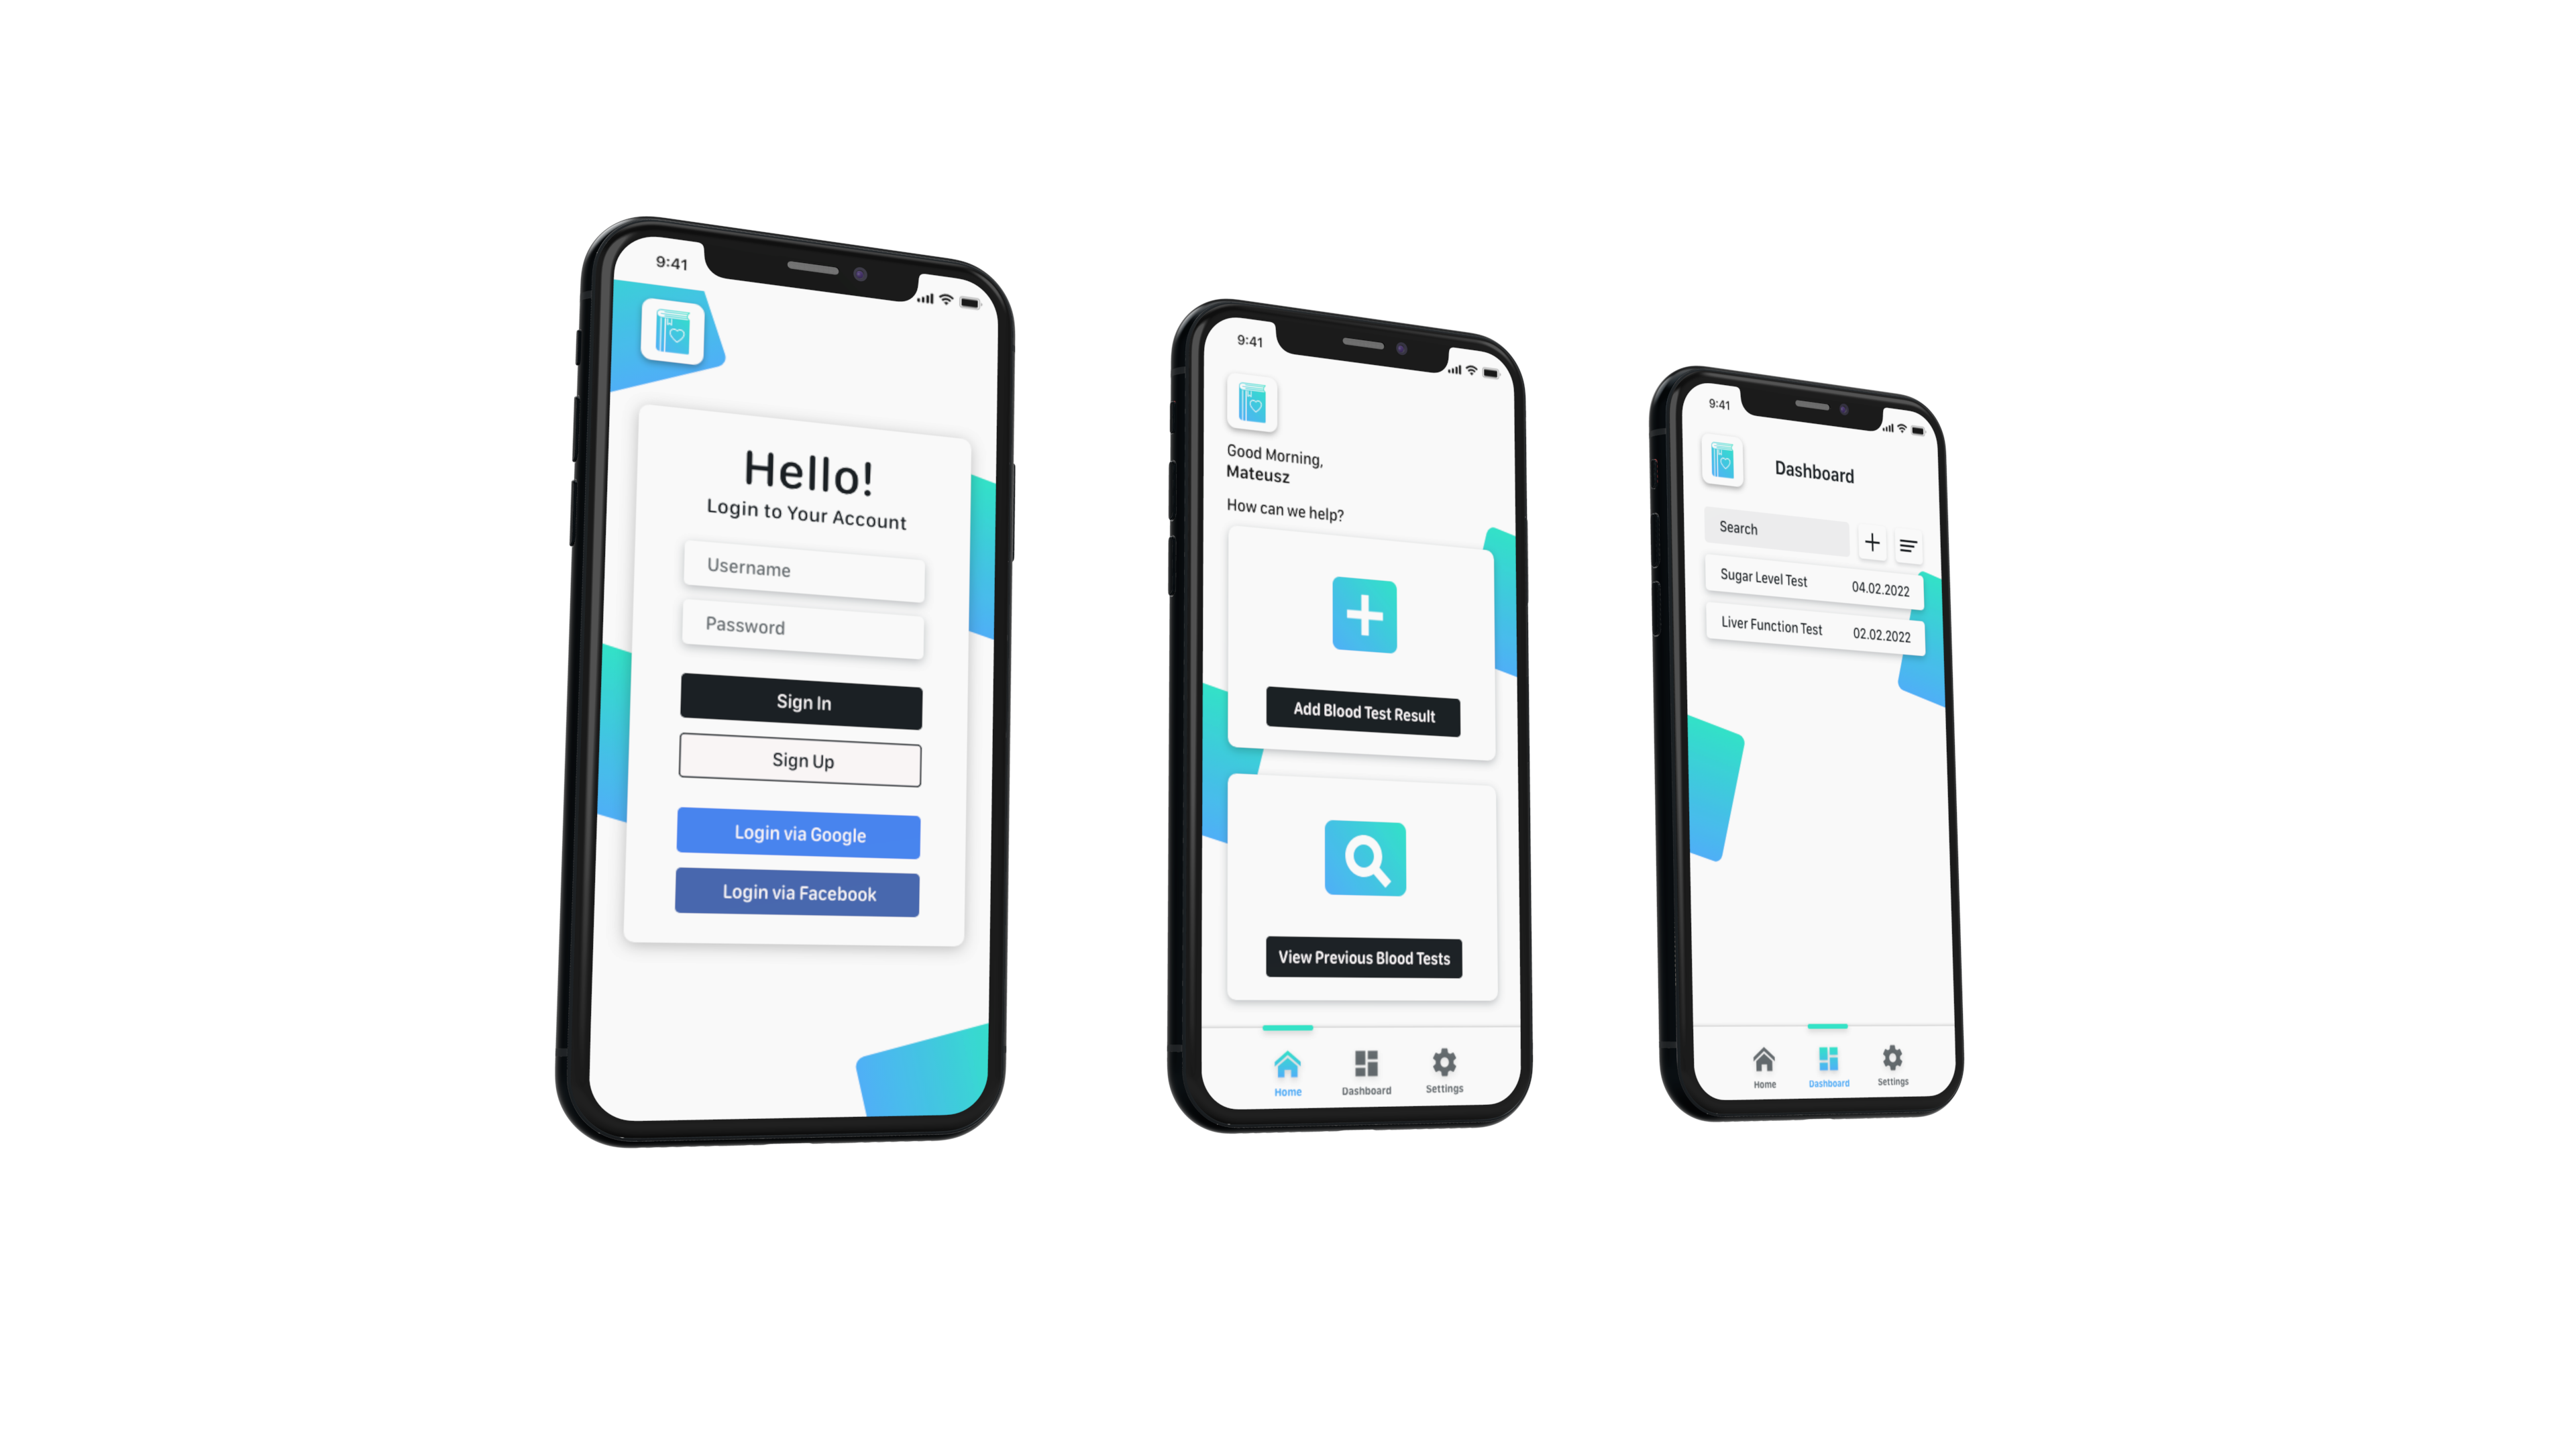 9:41
Hello!
Login to Your Account
Username
Password
Sign In
Sign Up
Login via Google
Login via Facebook
9:41
Good Morning,
Mateusz
How can we help?
Add Blood Test Result
View Previous Blood Tests
Home Dashboard Settings
9:41
Dashboard
Search
Sugar Level Test 04.02.2022
Liver Function Test 02.02.2022
Home Dashboard Settings